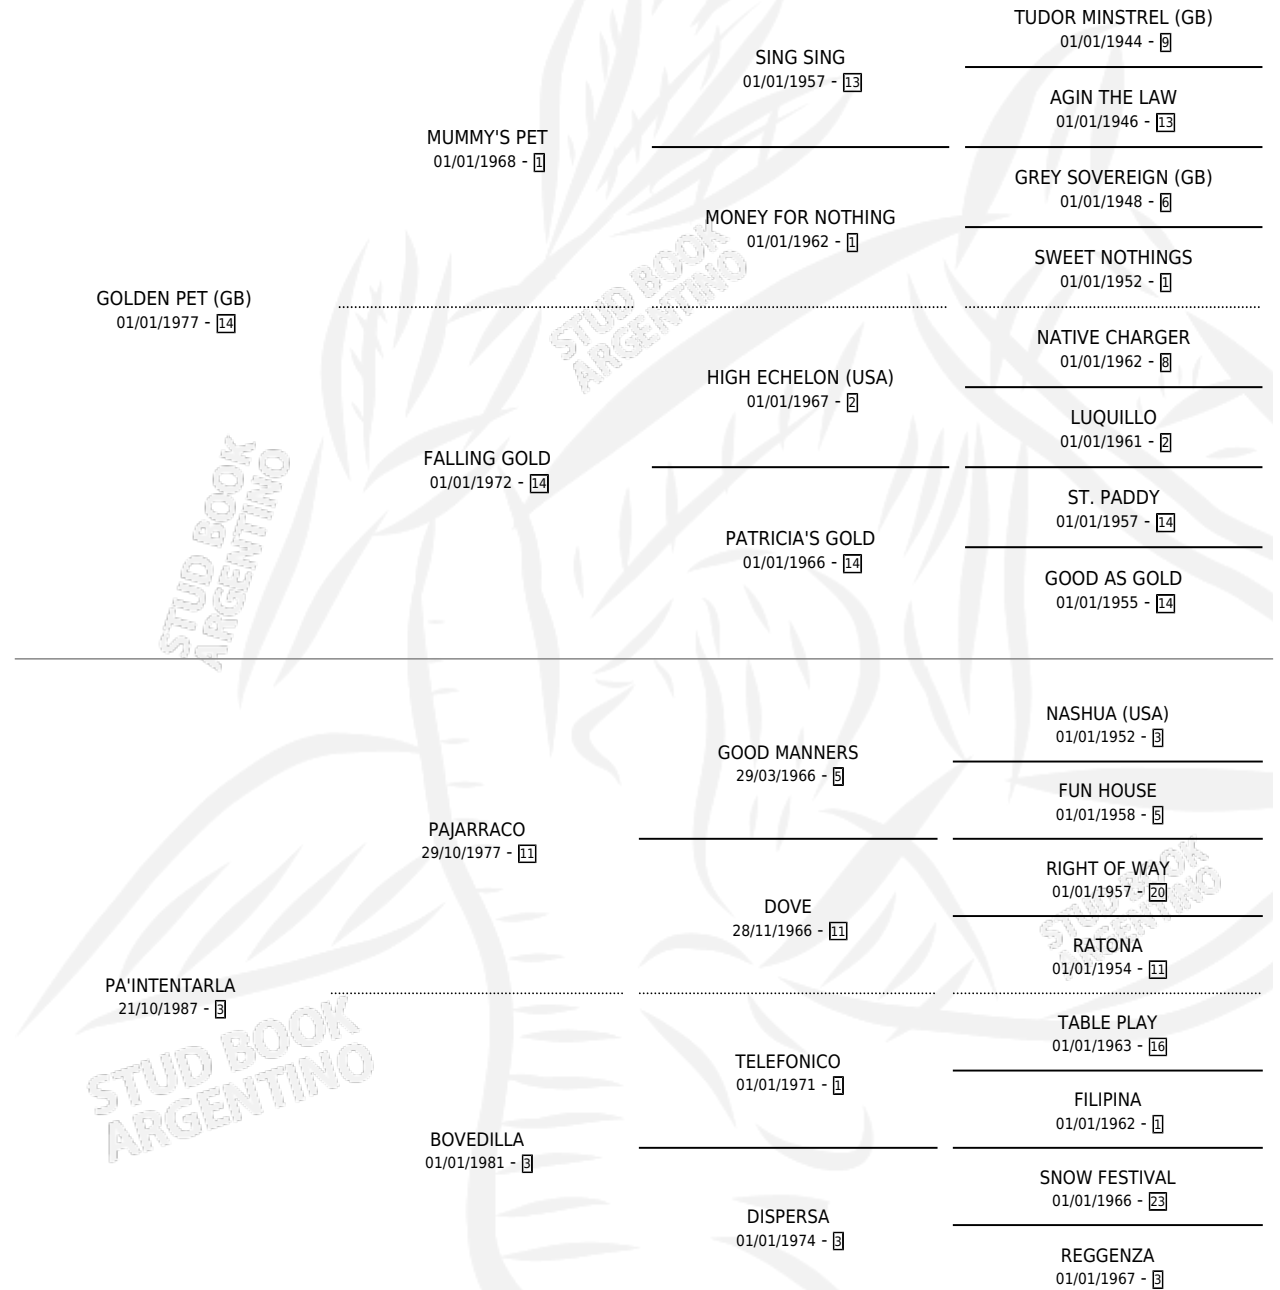 TUDOR MINSTREL (GB)
01/01/1944 - 9
SING SING
01/01/1957 - 13
AGIN THE LAW
01/01/1946 - 13
MUMMY'S PET
01/01/1968 - 1
GREY SOVEREIGN (GB)
01/01/1948 - 6
MONEY FOR NOTHING
01/01/1962 - 1
SWEET NOTHINGS
01/01/1952 - 1
GOLDEN PET (GB)
01/01/1977 - 14
NATIVE CHARGER
01/01/1962 - 8
HIGH ECHELON (USA)
01/01/1967 - 2
LUQUILLO
01/01/1961 - 2
FALLING GOLD
01/01/1972 - 14
ST. PADDY
01/01/1957 - 14
PATRICIA'S GOLD
01/01/1966 - 14
GOOD AS GOLD
01/01/1955 - 14
NASHUA (USA)
01/01/1952 - 3
GOOD MANNERS
29/03/1966 - 5
FUN HOUSE
01/01/1958 - 5
PAJARRACO
29/10/1977 - 11
RIGHT OF WAY
01/01/1957 - 20
DOVE
28/11/1966 - 11
RATONA
01/01/1954 - 11
PA'INTENTARLA
21/10/1987 - 3
TABLE PLAY
01/01/1963 - 16
TELEFONICO
01/01/1971 - 1
FILIPINA
01/01/1962 - 1
BOVEDILLA
01/01/1981 - 3
SNOW FESTIVAL
01/01/1966 - 23
DISPERSA
01/01/1974 - 3
REGGENZA
01/01/1967 - 3
STUD BOOK
ARGENTINO
STUD BOOK
ARGENTINO
STUD BOOK
ARGENTINO
STUD BOOK
ARGENTINO